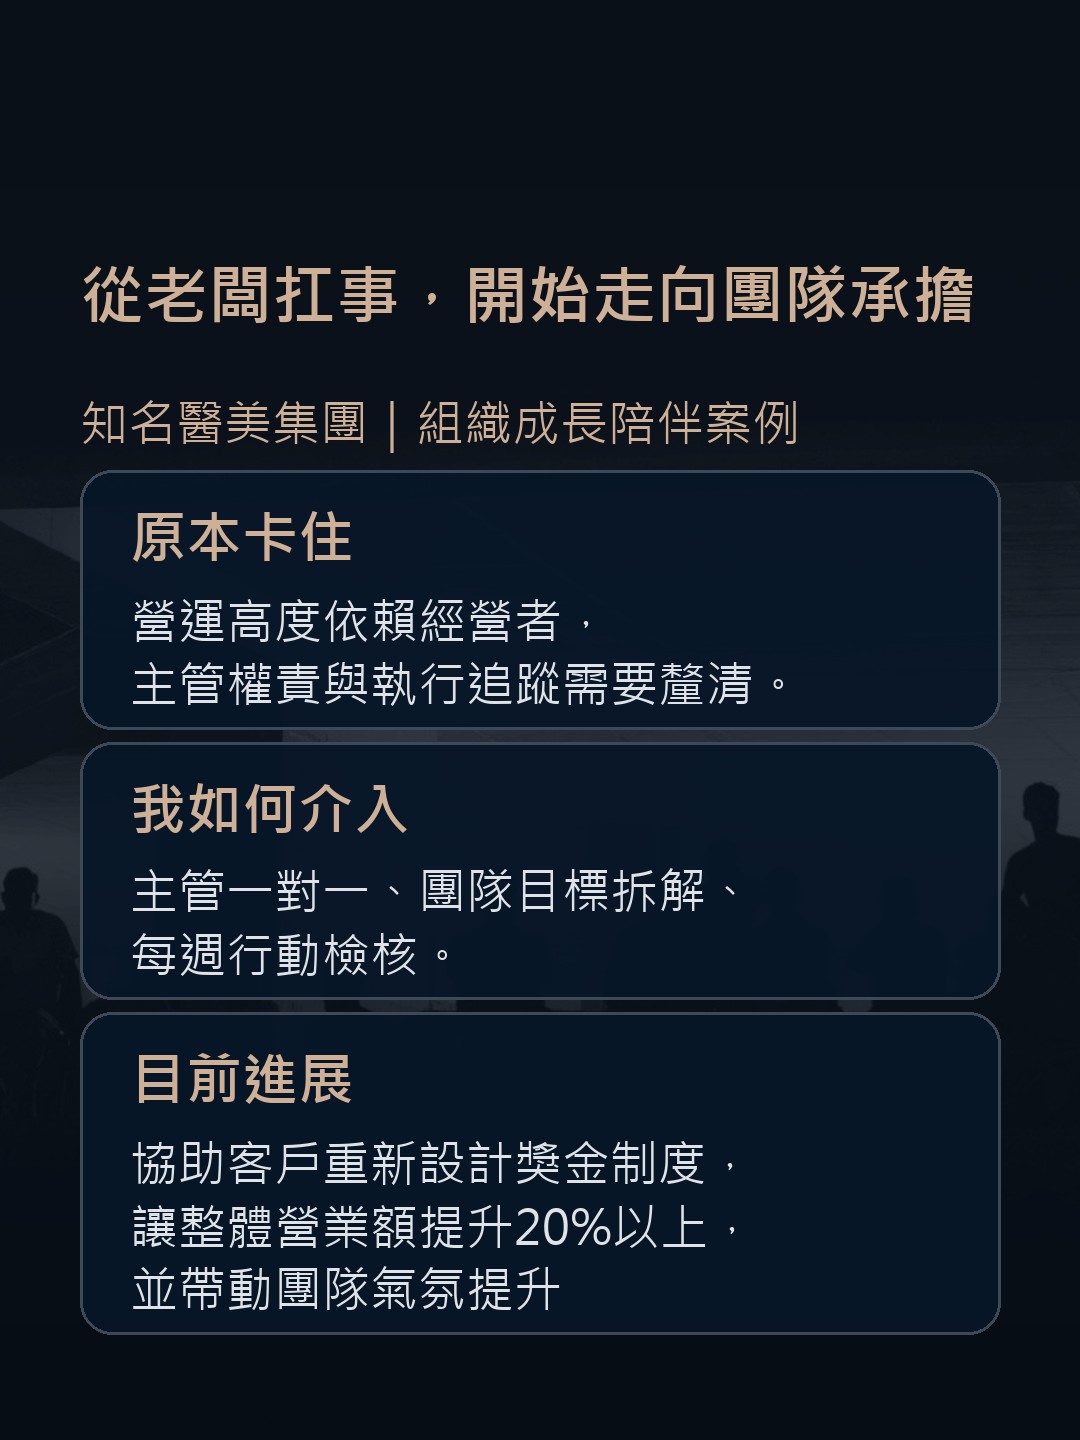 從老闆扛事，開始走向團隊承擔
知名醫美集團｜組織成長陪伴案例
原本卡住
營運高度依賴經營者，
主管權責與執行追蹤需要釐清。
我如何介入
主管一對一、團隊目標拆解、
每週行動檢核。
目前進展
協助客戶重新設計獎金制度，
讓整體營業額提升20%以上，
並帶動團隊氣氛提升